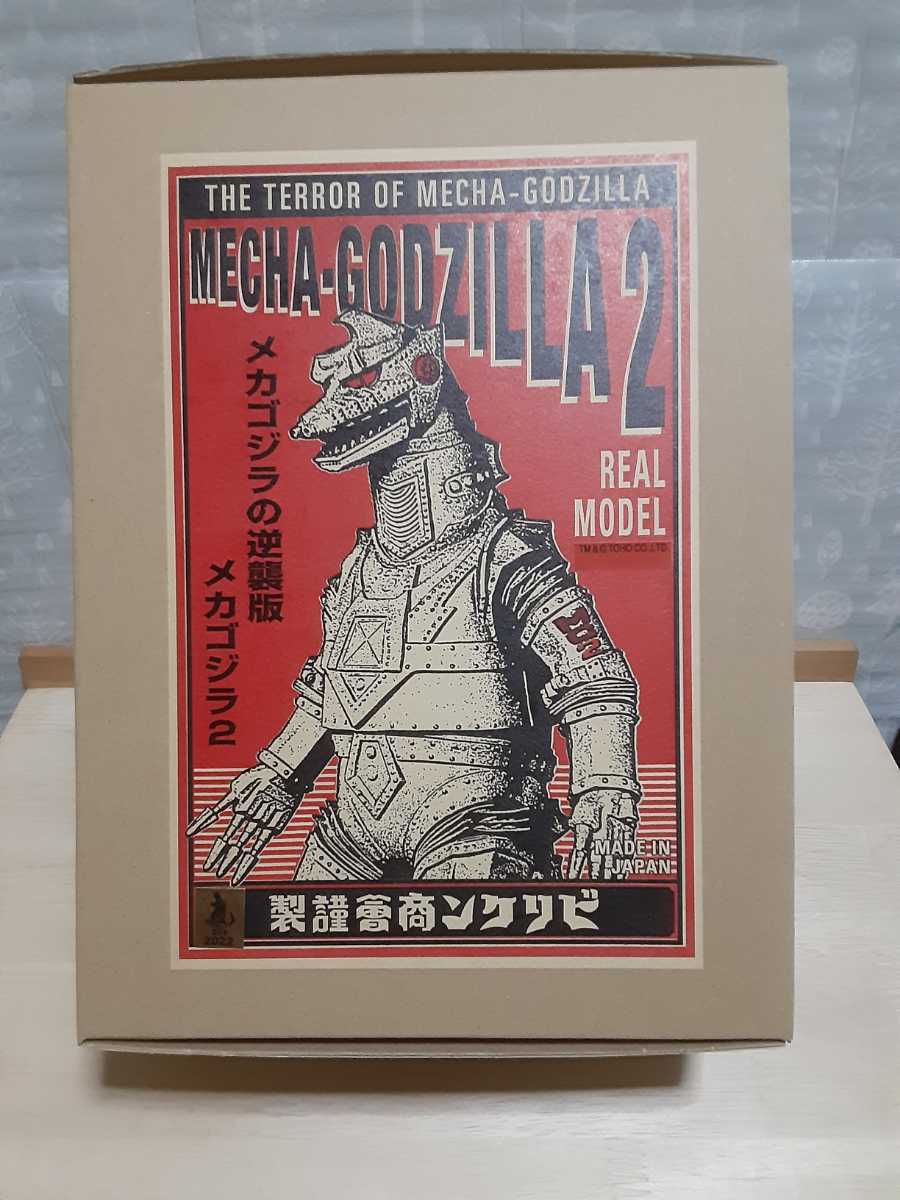 THE TERROR OF MECHA-GODZILLA
MECHA-GODZILLA 2
メカゴジラの逆襲版
メカゴジラ2
REAL
MODEL
TM & © TOHO CO.,LTD.
MADE IN
JAPAN
製謹會商ンケリビ
2022